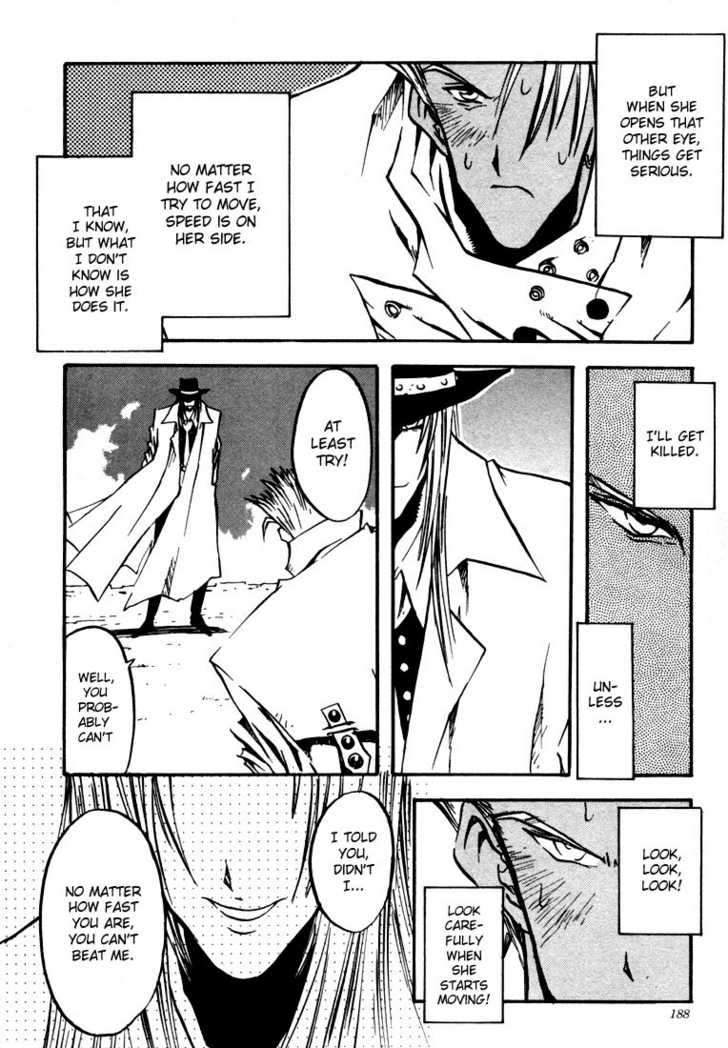 BUT
WHEN SHE
OPENS THAT
OTHER EYE,
THINGS GET
SERIOUS.
NO MATTER
HOW FAST I
TRY TO MOVE,
SPEED IS ON
HER SIDE.
THAT
I KNOW,
BUT WHAT
I DON'T
KNOW IS
HOW SHE
DOES IT.
I'LL GET
KILLED.
UN-
LESS
...
AT
LEAST
TRY!
WELL,
YOU
PROB-
ABLY
CAN'T
LOOK,
LOOK,
LOOK!
LOOK
CARE-
FULLY
WHEN
SHE
STARTS
MOVING!
I TOLD
YOU,
DIDN'T
I...
NO MATTER
HOW FAST
YOU ARE,
YOU CAN'T
BEAT ME.
188